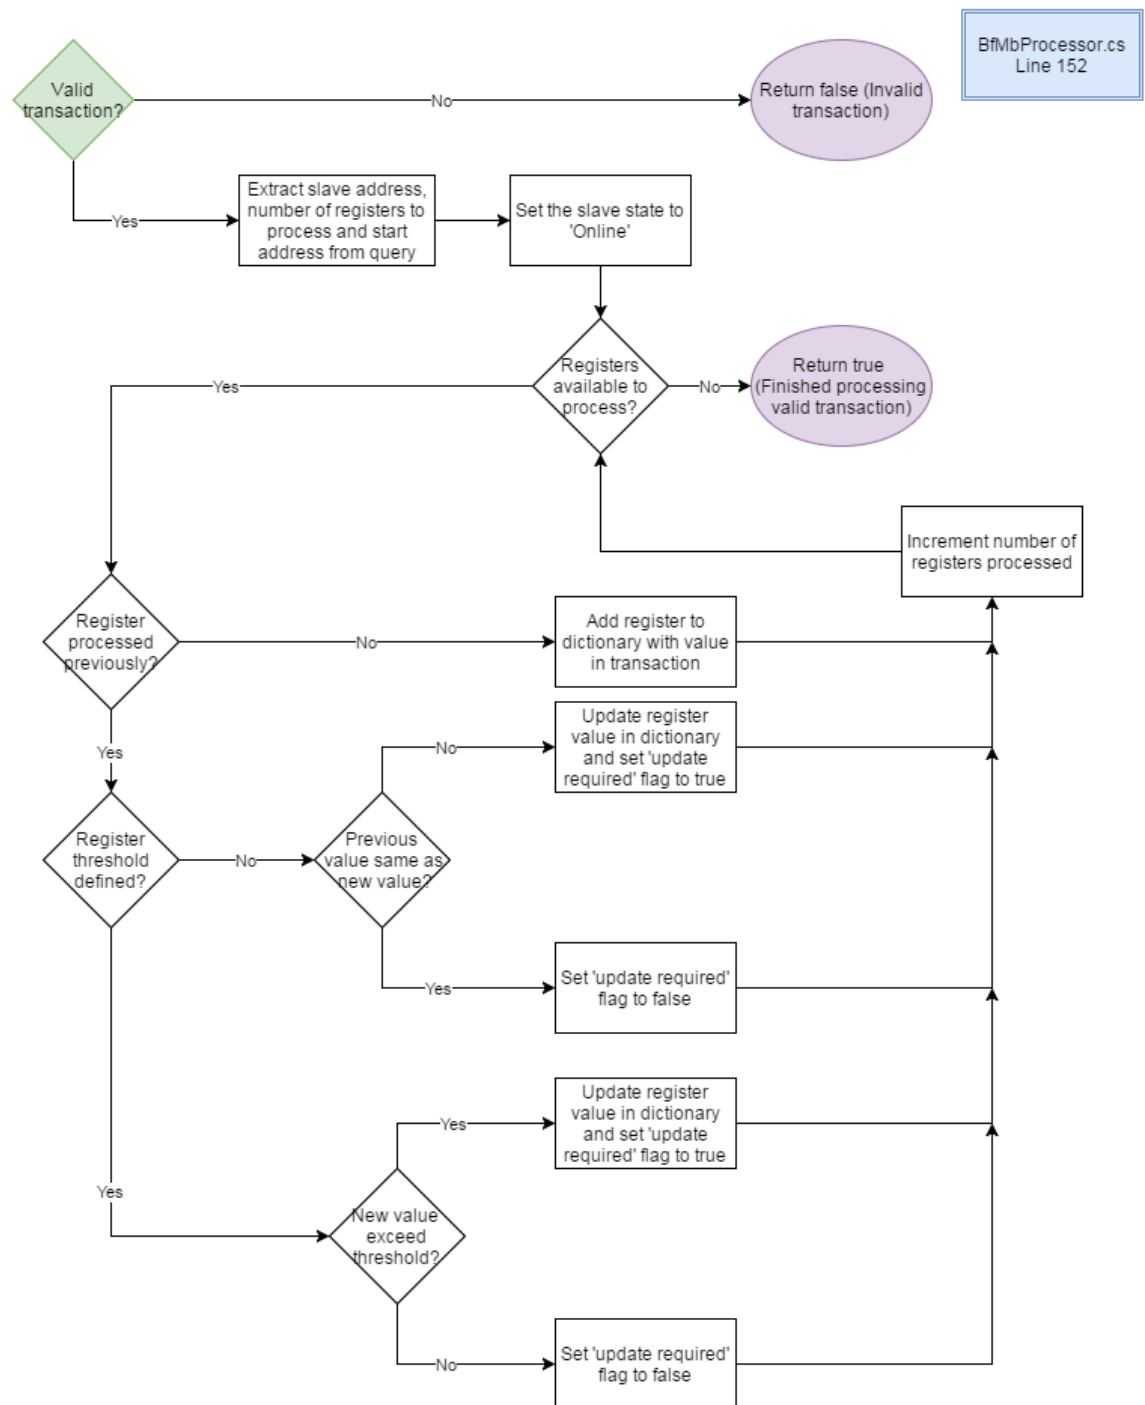 BfMbProcessor.cs
Line 152
Valid
transaction?
No
Return false (Invalid
transaction)
Yes
Extract slave address,
number of registers to
process and start
address from query
Set the slave state to
'Online'
Registers
available to
process?
Yes
No
Return true
(Finished processing
valid transaction)
Increment number of
registers processed
Register
processed
previously?
No
Add register to
dictionary with value
in transaction
Yes
Update register
value in dictionary
and set 'update
required' flag to true
No
Register
threshold
defined?
No
Previous
value same as
new value?
Yes
Set 'update required'
flag to false
Update register
value in dictionary
and set 'update
required' flag to true
Yes
Yes
New value
exceed
threshold?
No
Set 'update required'
flag to false